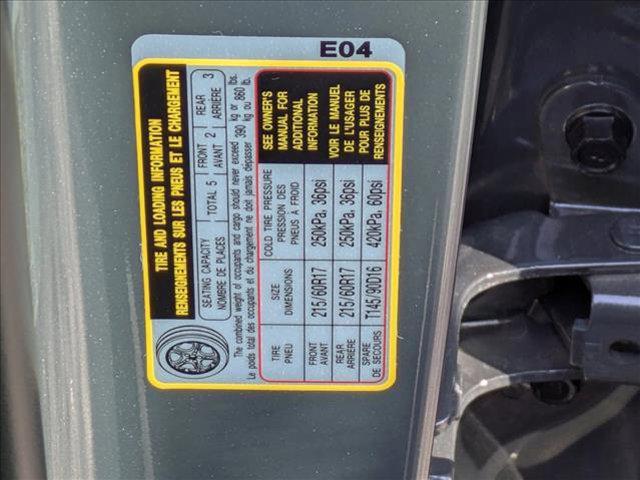 E04
TIRE AND LOADING INFORMATION
RENSEIGNEMENTS SUR LES PNEUS ET LE CHARGEMENT
SEATING CAPACITY
NOMBRE DE PLACES
TOTAL 5
FRONT
AVANT 2
REAR
ARRIÈRE 3
The combined weight of occupants and cargo should never exceed 390 kg or 860 lbs.
Le poids total des occupants et du chargement ne doit jamais dépasser 390 kg ou 860 lb.
TIRE
PNEU
SIZE
DIMENSIONS
COLD TIRE PRESSURE
PRESSION DES
PNEUS À FROID
SEE OWNER'S
MANUAL FOR
ADDITIONAL
INFORMATION
VOIR LE MANUEL
DE L'USAGER
POUR PLUS DE
RENSEIGNEMENTS
FRONT
AVANT
215/60R17
250kPa, 36psi
REAR
ARRIÈRE
215/60R17
250kPa, 36psi
SPARE
DE SECOURS
T145/90D16
420kPa, 60psi